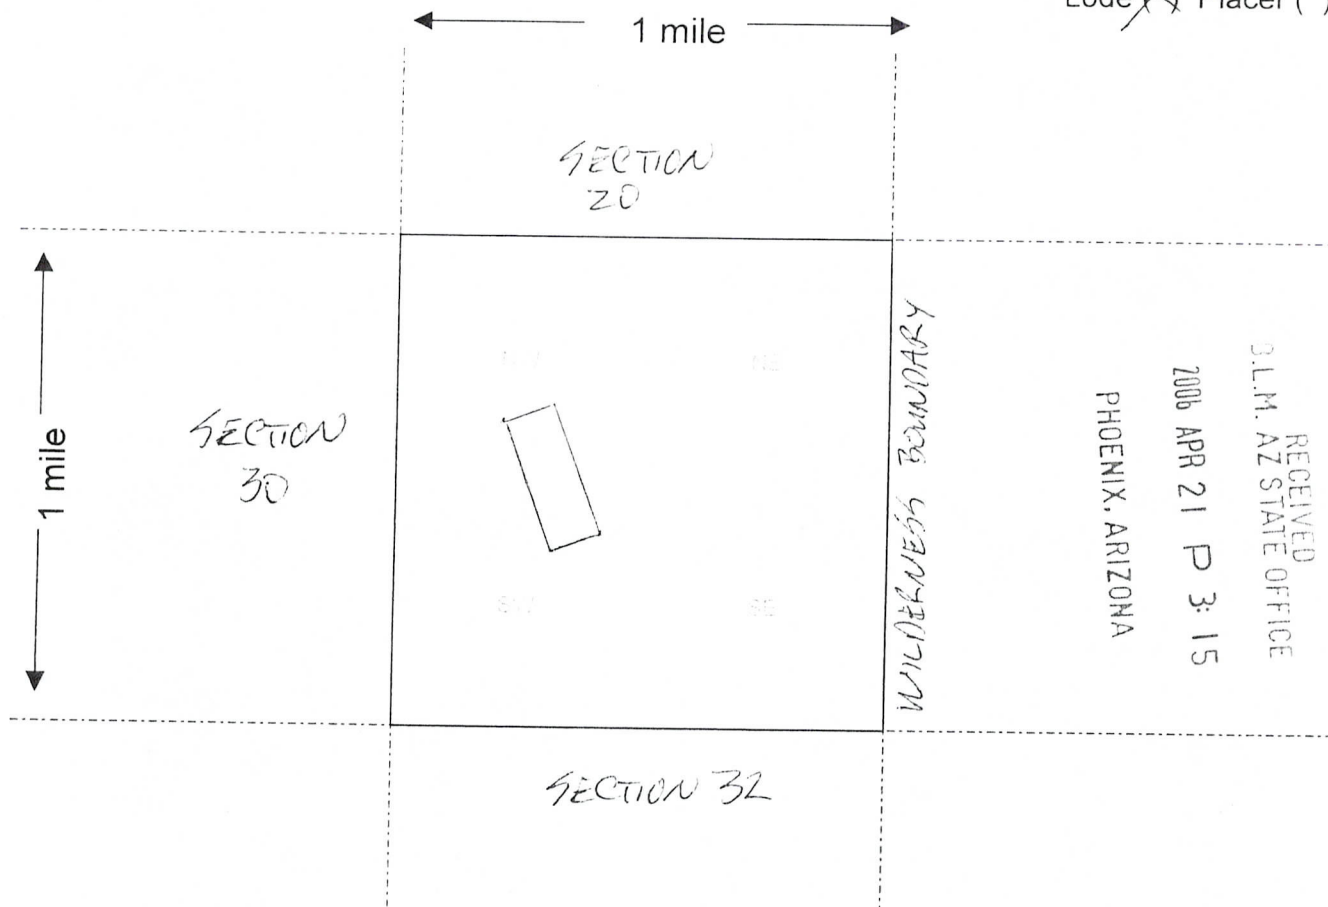 Lode (X) Placer ( )
1 mile
SECTION
20
1 mile
SECTION
30
WILDERNESS BOUNDARY
RECEIVED
B.L.M. AZ STATE OFFICE
2006 APR 21 P 3: 15
PHOENIX, ARIZONA
SECTION 32